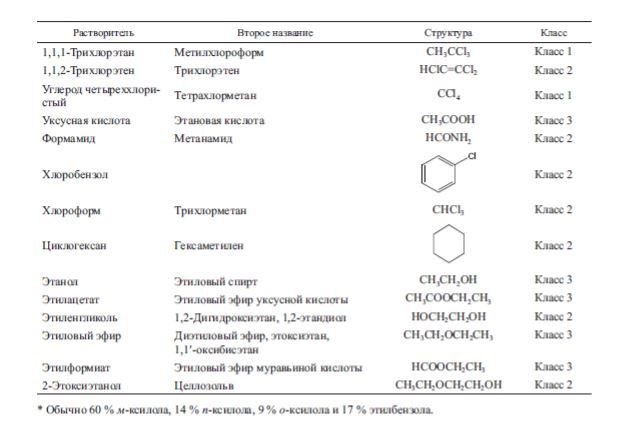 Растворитель Второе название Структура Класс
1,1,1-Трихлорэтан Метилхлороформ CH₃CCl₃ Класс 1
1,1,2-Трихлорэтен Трихлорэтен HClC=CCl₂ Класс 2
Углерод четыреххлори-
стый Тетрахлорметан CCl₄ Класс 1
Уксусная кислота Этановая кислота CH₃COOH Класс 3
Формамид Метанамид HCONH₂ Класс 2
Cl
Хлоробензол Класс 2
Хлороформ Трихлорметан CHCl₃ Класс 2
Циклогексан Гексаметилен Класс 2
Этанол Этиловый спирт CH₃CH₂OH Класс 3
Этилацетат Этиловый эфир уксусной кислоты CH₃COOCH₂CH₃ Класс 3
Этиленгликоль 1,2-Дигидроксиэтан, 1,2-этандиол HOCH₂CH₂OH Класс 2
Этиловый эфир Диэтиловый эфир, этоксиэтан, CH₃CH₂OCH₂CH₃ Класс 3
1,1′-оксибисэтан
Этилформиат Этиловый эфир муравьиной кислоты HCOOCH₂CH₃ Класс 3
2-Этоксиэтанол Целлозольв CH₃CH₂OCH₂CH₂OH Класс 2
* Обычно 60 % м-ксилола, 14 % п-ксилола, 9 % о-ксилола и 17 % этилбензола.